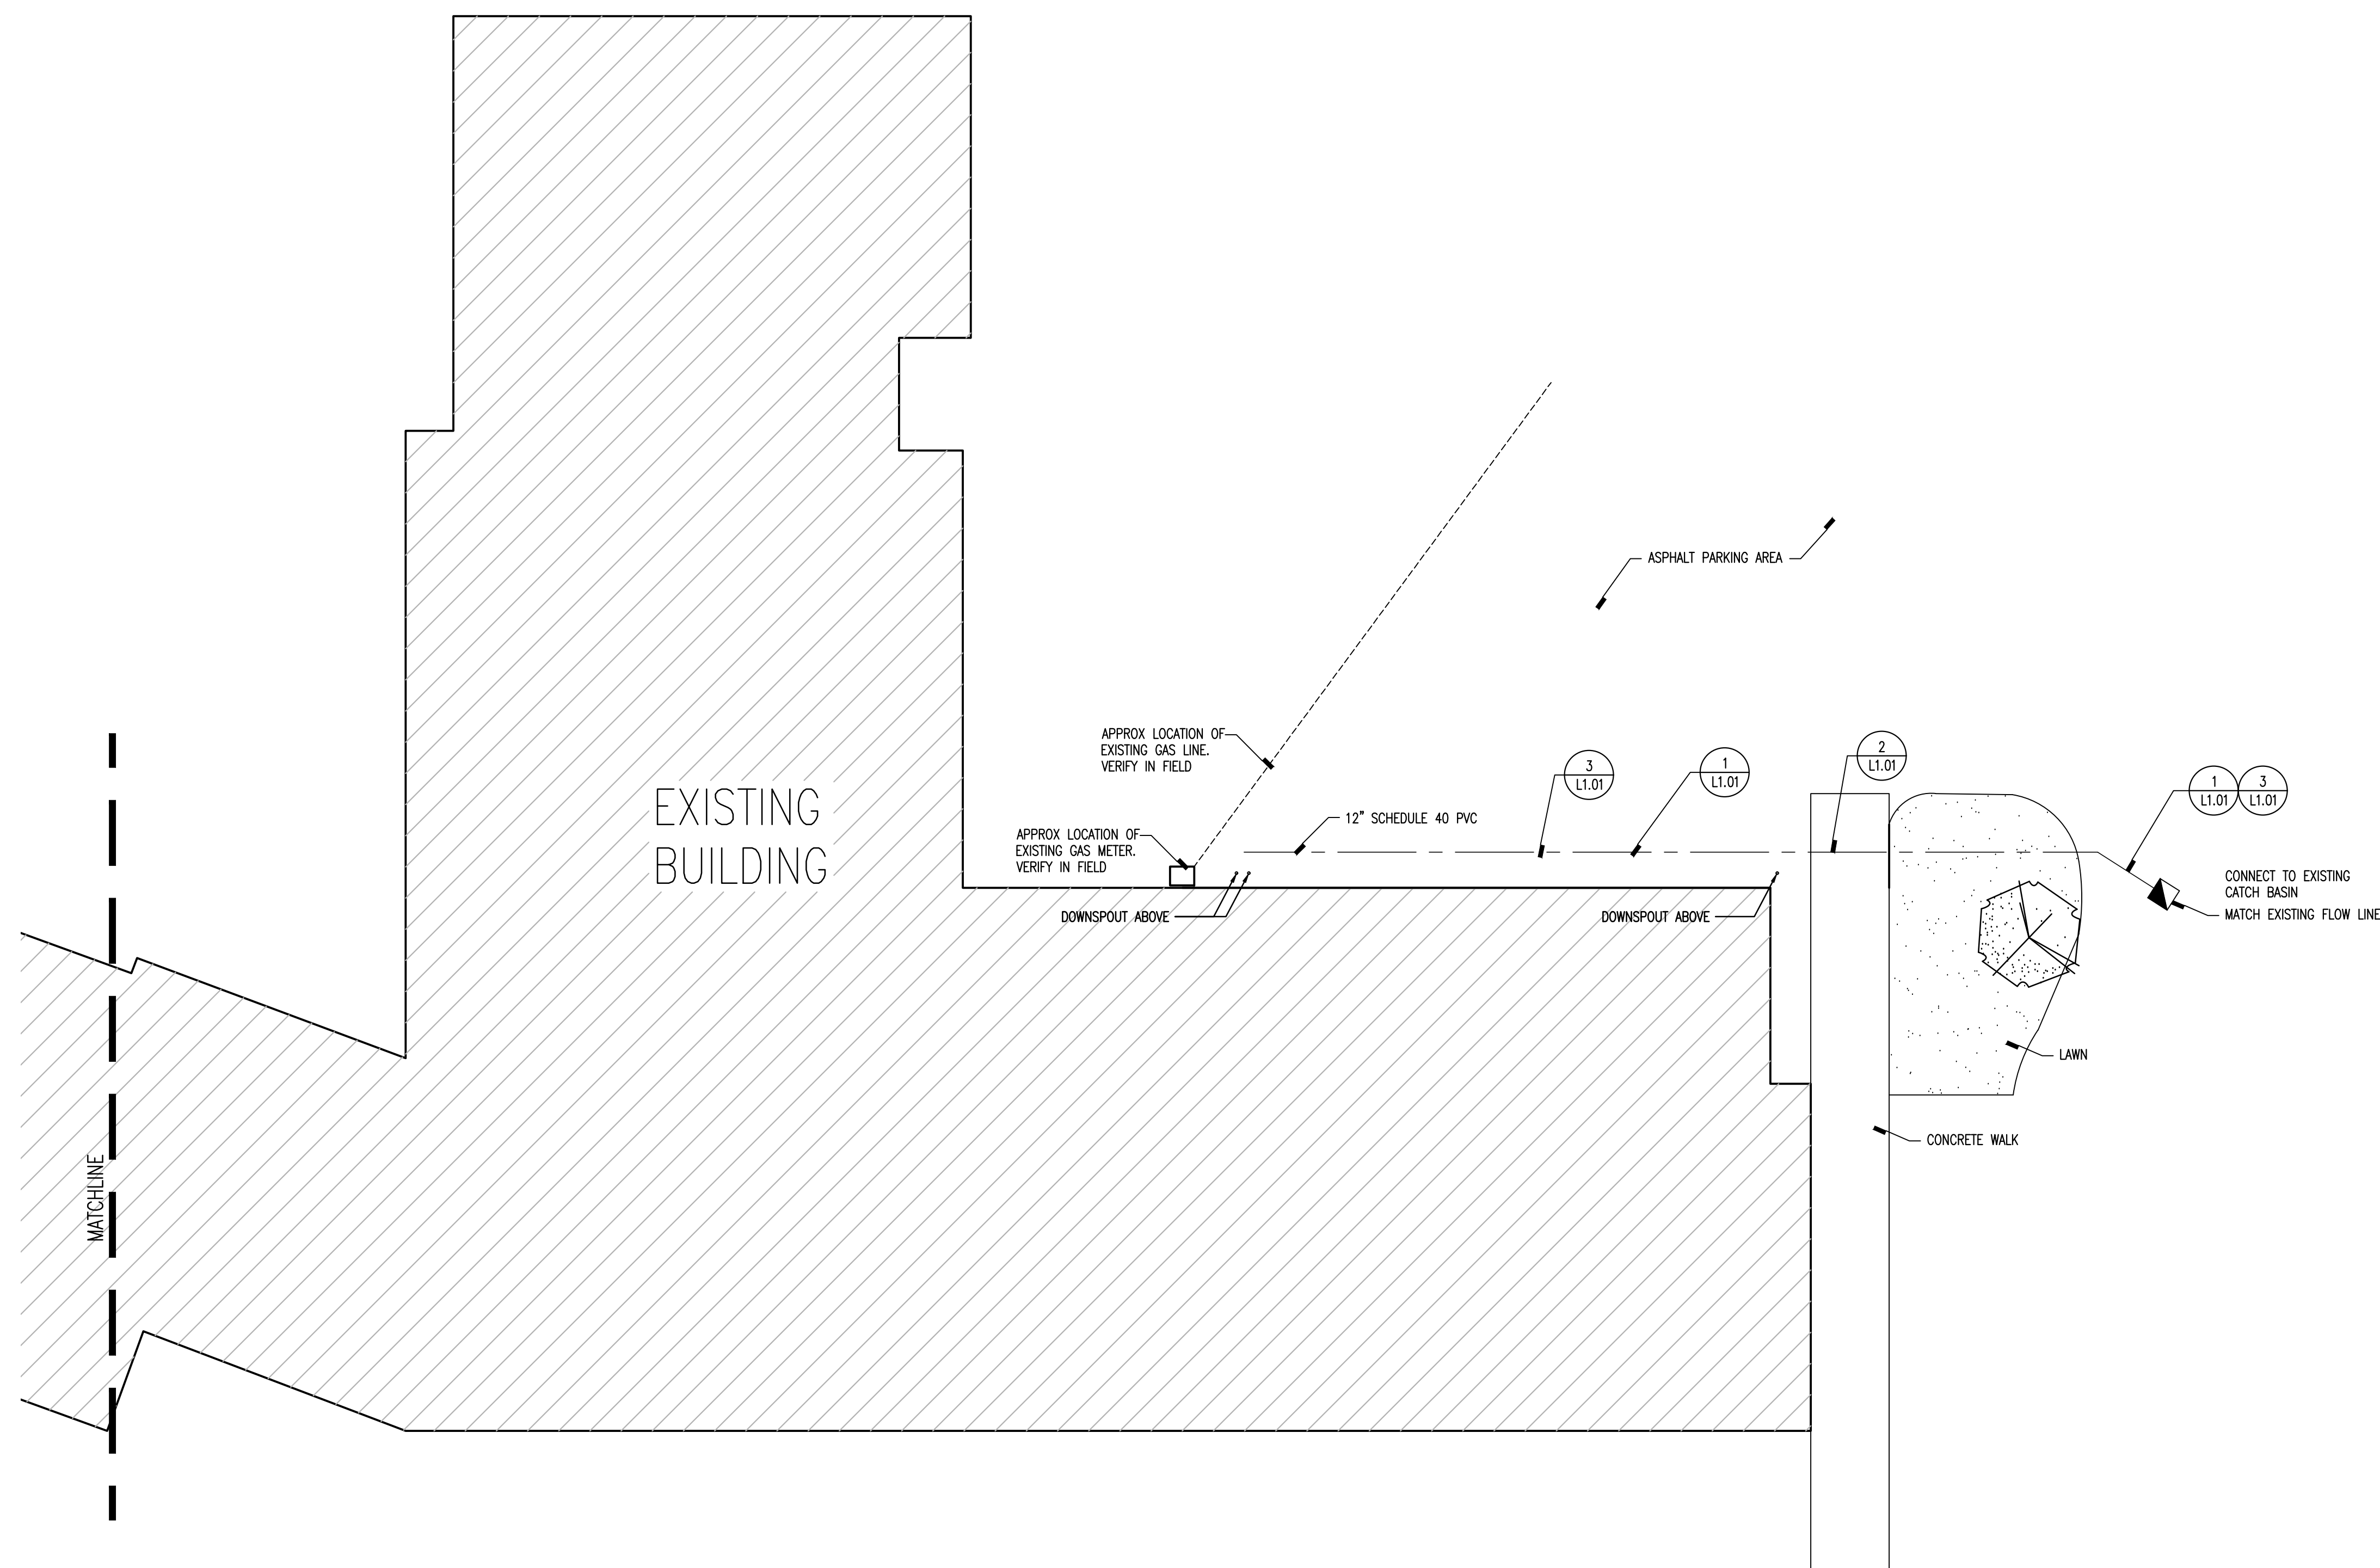 ASPHALT PARKING AREA
APPROX LOCATION OF
EXISTING GAS LINE.
VERIFY IN FIELD
3
L1.01
1
L1.01
2
L1.01
1
L1.01
3
L1.01
EXISTING
BUILDING
12" SCHEDULE 40 PVC
APPROX LOCATION OF
EXISTING GAS METER.
VERIFY IN FIELD
CONNECT TO EXISTING
CATCH BASIN
MATCH EXISTING FLOW LINE
DOWNSPOUT ABOVE
DOWNSPOUT ABOVE
LAWN
CONCRETE WALK
MATCHLINE